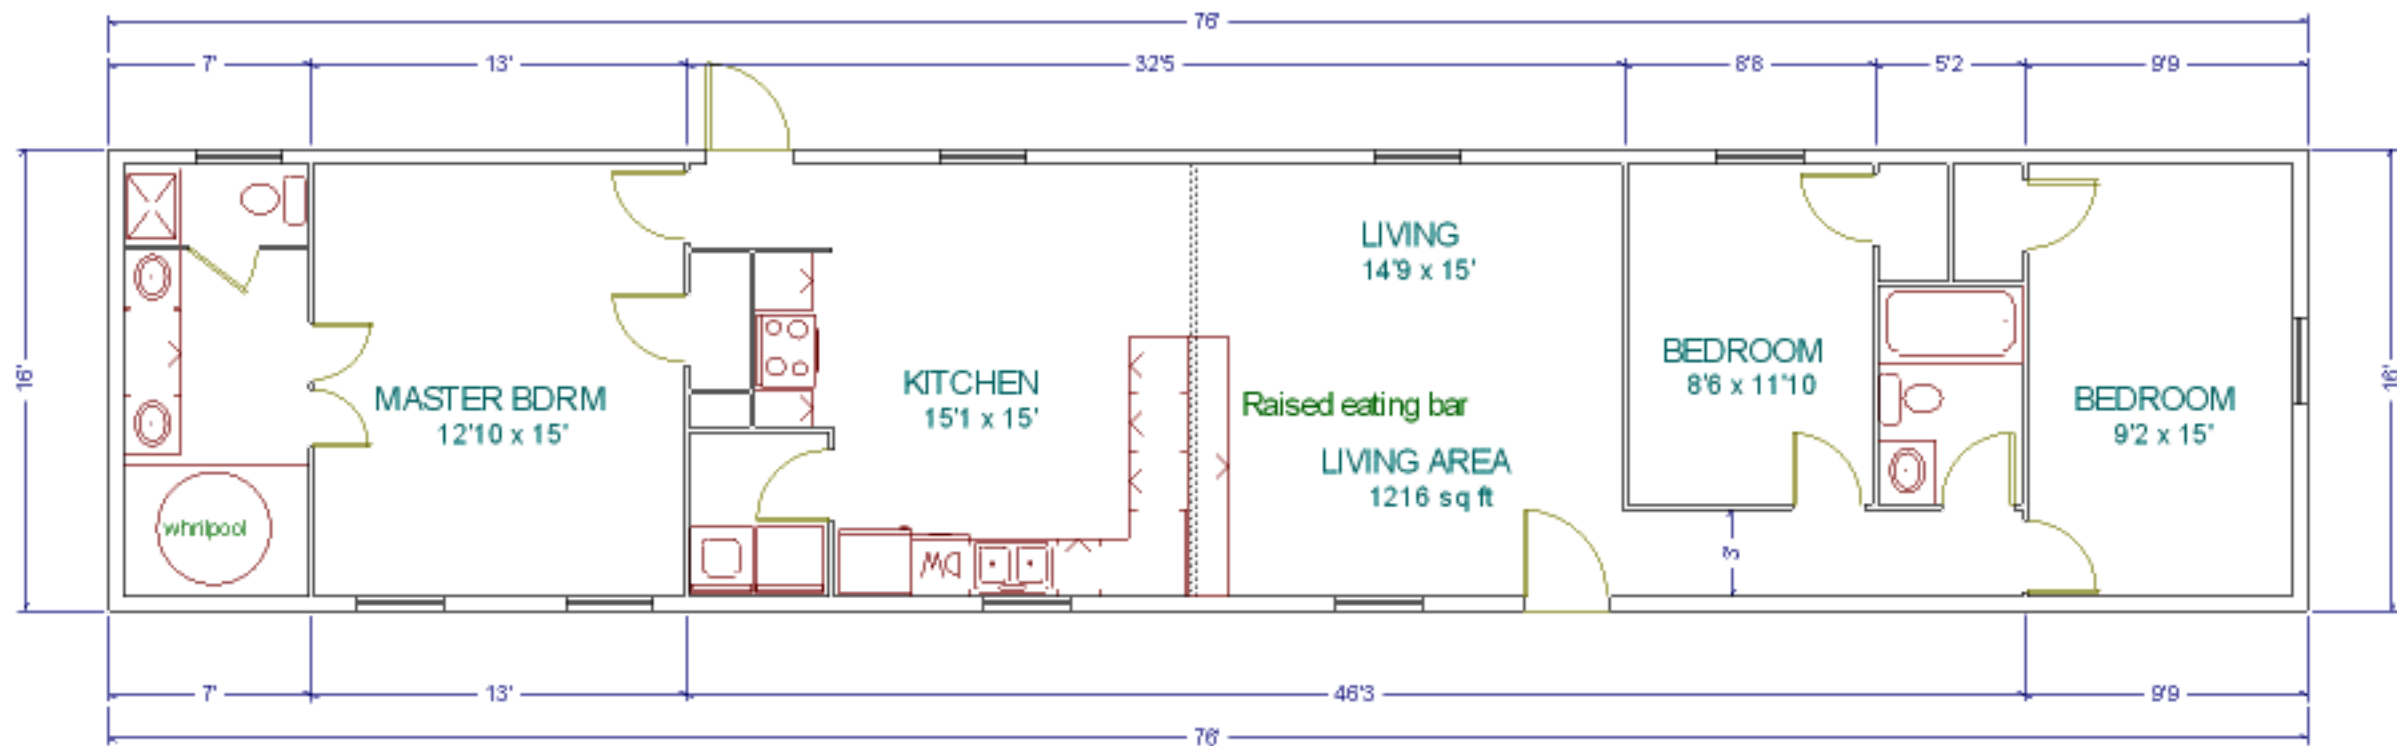 76'
7' 13' 32'5 8'8 5'2 9'9
LIVING
14'9 x 15'
16'
16'
BEDROOM
8'6 x 11'10
KITCHEN
15'1 x 15'
MASTER BDRM
12'10 x 15'
Raised eating bar
BEDROOM
9'2 x 15'
LIVING AREA
1216 sq ft
whrilpool
DW
3'
7' 13' 46'3 9'9
76'